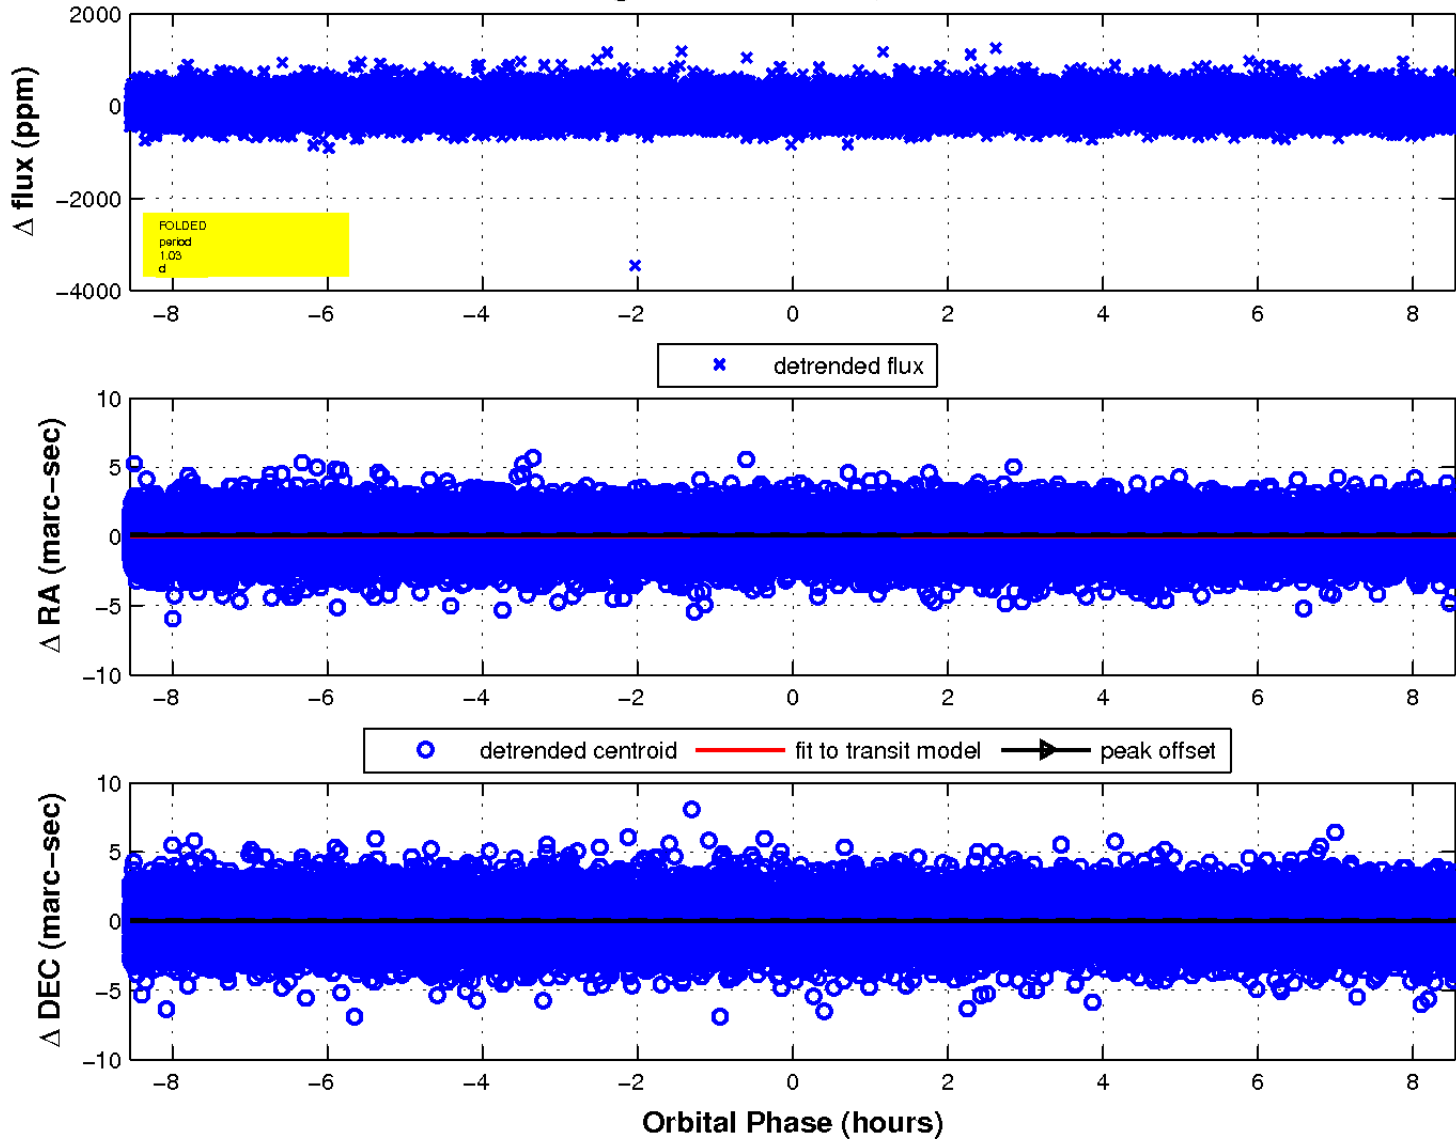 2000
0
−2000
−4000
Δ flux (ppm)
FOLDED
period
1.03
d
−8 −6 −4 −2 0 2 4 6 8
detrended flux
10
5
0
−5
−10
Δ RA (marc−sec)
−8 −6 −4 −2 0 2 4 6 8
detrended centroid fit to transit model peak offset
10
5
0
−5
−10
Δ DEC (marc−sec)
−8 −6 −4 −2 0 2 4 6 8
Orbital Phase (hours)